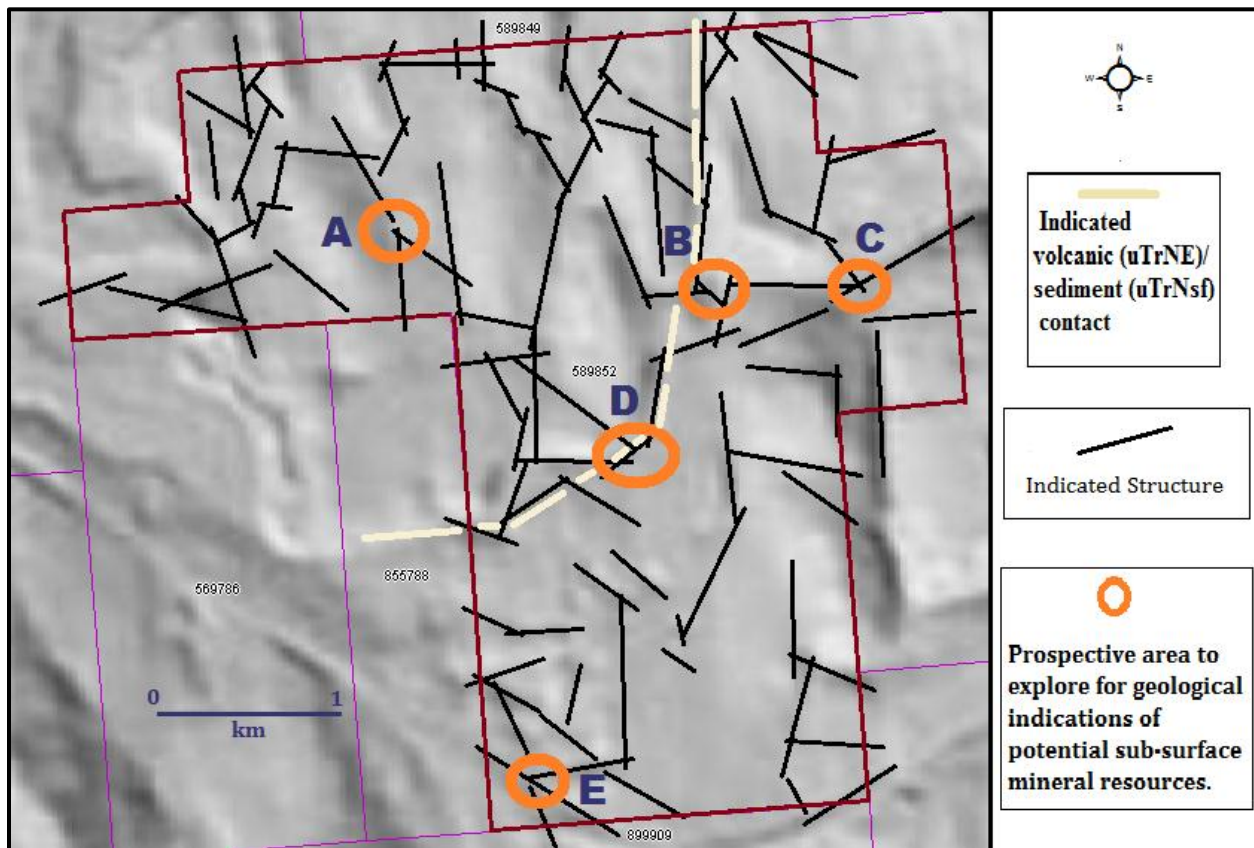 589849
N
W E
S
A
B
C
Indicated
volcanic (uTrNE)/
sediment (uTrNsf)
contact
589852
D
Indicated Structure
855788
569786
0 1
km
Prospective area to
explore for geological
indications of
potential sub-surface
mineral resources.
E
899909